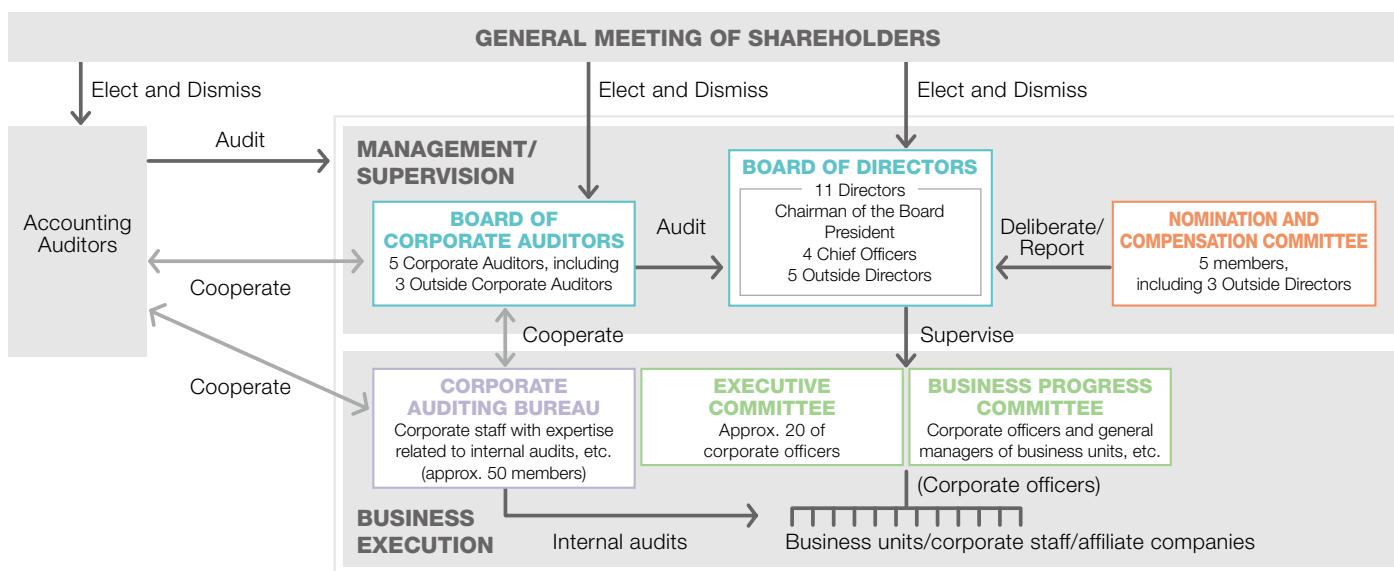 GENERAL MEETING OF SHAREHOLDERS
Elect and Dismiss
Elect and Dismiss
Elect and Dismiss
Accounting
Auditors
Audit
Cooperate
Cooperate
MANAGEMENT/
SUPERVISION
BOARD OF
CORPORATE AUDITORS
5 Corporate Auditors, including
3 Outside Corporate Auditors
Audit
BOARD OF DIRECTORS
11 Directors
Chairman of the Board
President
4 Chief Officers
5 Outside Directors
Deliberate/
Report
NOMINATION AND
COMPENSATION COMMITTEE
5 members,
including 3 Outside Directors
Cooperate
Supervise
CORPORATE
AUDITING BUREAU
Corporate staff with expertise
related to internal audits, etc.
(approx. 50 members)
EXECUTIVE
COMMITTEE
Approx. 20 of
corporate officers
BUSINESS PROGRESS
COMMITTEE
Corporate officers and general
managers of business units, etc.
(Corporate officers)
BUSINESS
EXECUTION
Internal audits
Business units/corporate staff/affiliate companies